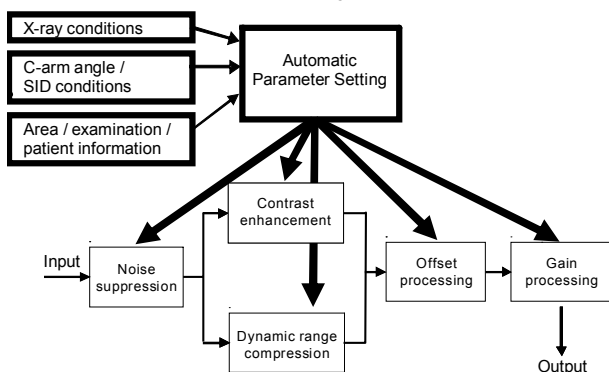 X-ray conditions
C-arm angle /
SID conditions
Area / examination /
patient information
Automatic
Parameter Setting
Contrast
enhancement
Input
Noise
suppression
Offset
processing
Gain
processing
Dynamic range
compression
Output